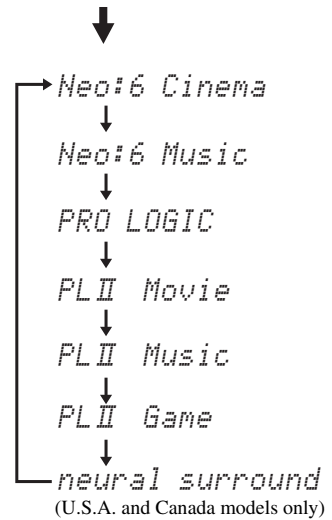 Neo:6 Cinema
Neo:6 Music
PRO LOGIC
PLⅡ Movie
PLⅡ Music
PLⅡ Game
neural surround
(U.S.A. and Canada models only)